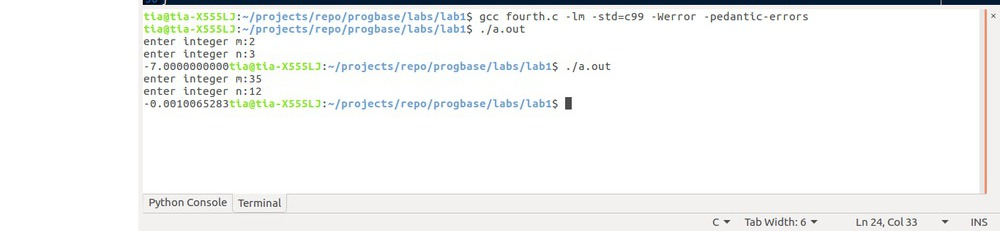 tia@tia-X555LJ:~/projects/repo/progbase/labs/lab1$ gcc fourth.c -lm -std=c99 -Werror -pedantic-errors
tia@tia-X555LJ:~/projects/repo/progbase/labs/lab1$ ./a.out
enter integer m:2
enter integer n:3
-7.0000000000tia@tia-X555LJ:~/projects/repo/progbase/labs/lab1$ ./a.out
enter integer m:35
enter integer n:12
-0.0010065283tia@tia-X555LJ:~/projects/repo/progbase/labs/lab1$
Python Console Terminal
C Tab Width: 6 Ln 24, Col 33 INS